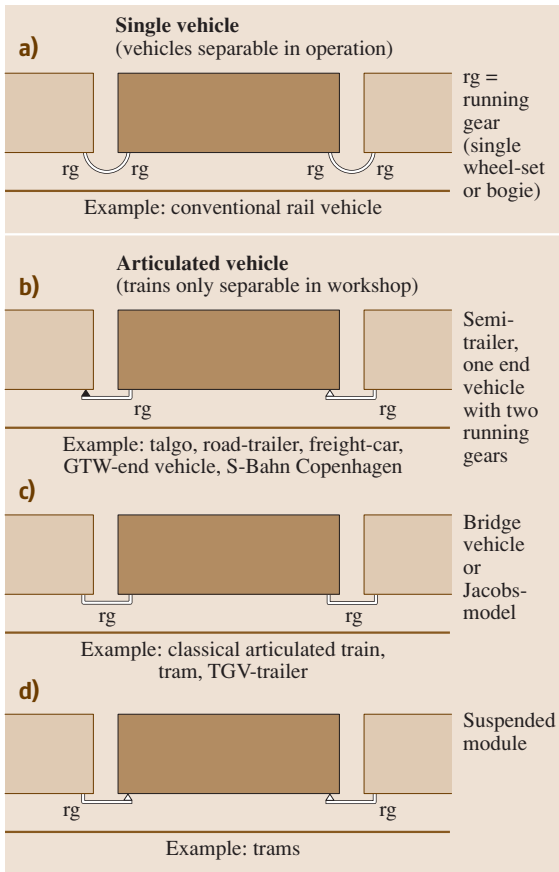 a)
Single vehicle
(vehicles separable in operation)
rg =
running
gear
(single
wheel-set
or bogie)
rg rg rg rg
Example: conventional rail vehicle
b)
Articulated vehicle
(trains only separable in workshop)
Semi-
trailer,
one end
vehicle
with two
running
gears
rg rg
Example: talgo, road-trailer, freight-car,
GTW-end vehicle, S-Bahn Copenhagen
c)
Bridge
vehicle
or
Jacobs-
model
rg rg
Example: classical articulated train,
tram, TGV-trailer
d)
Suspended
module
rg rg
Example: trams